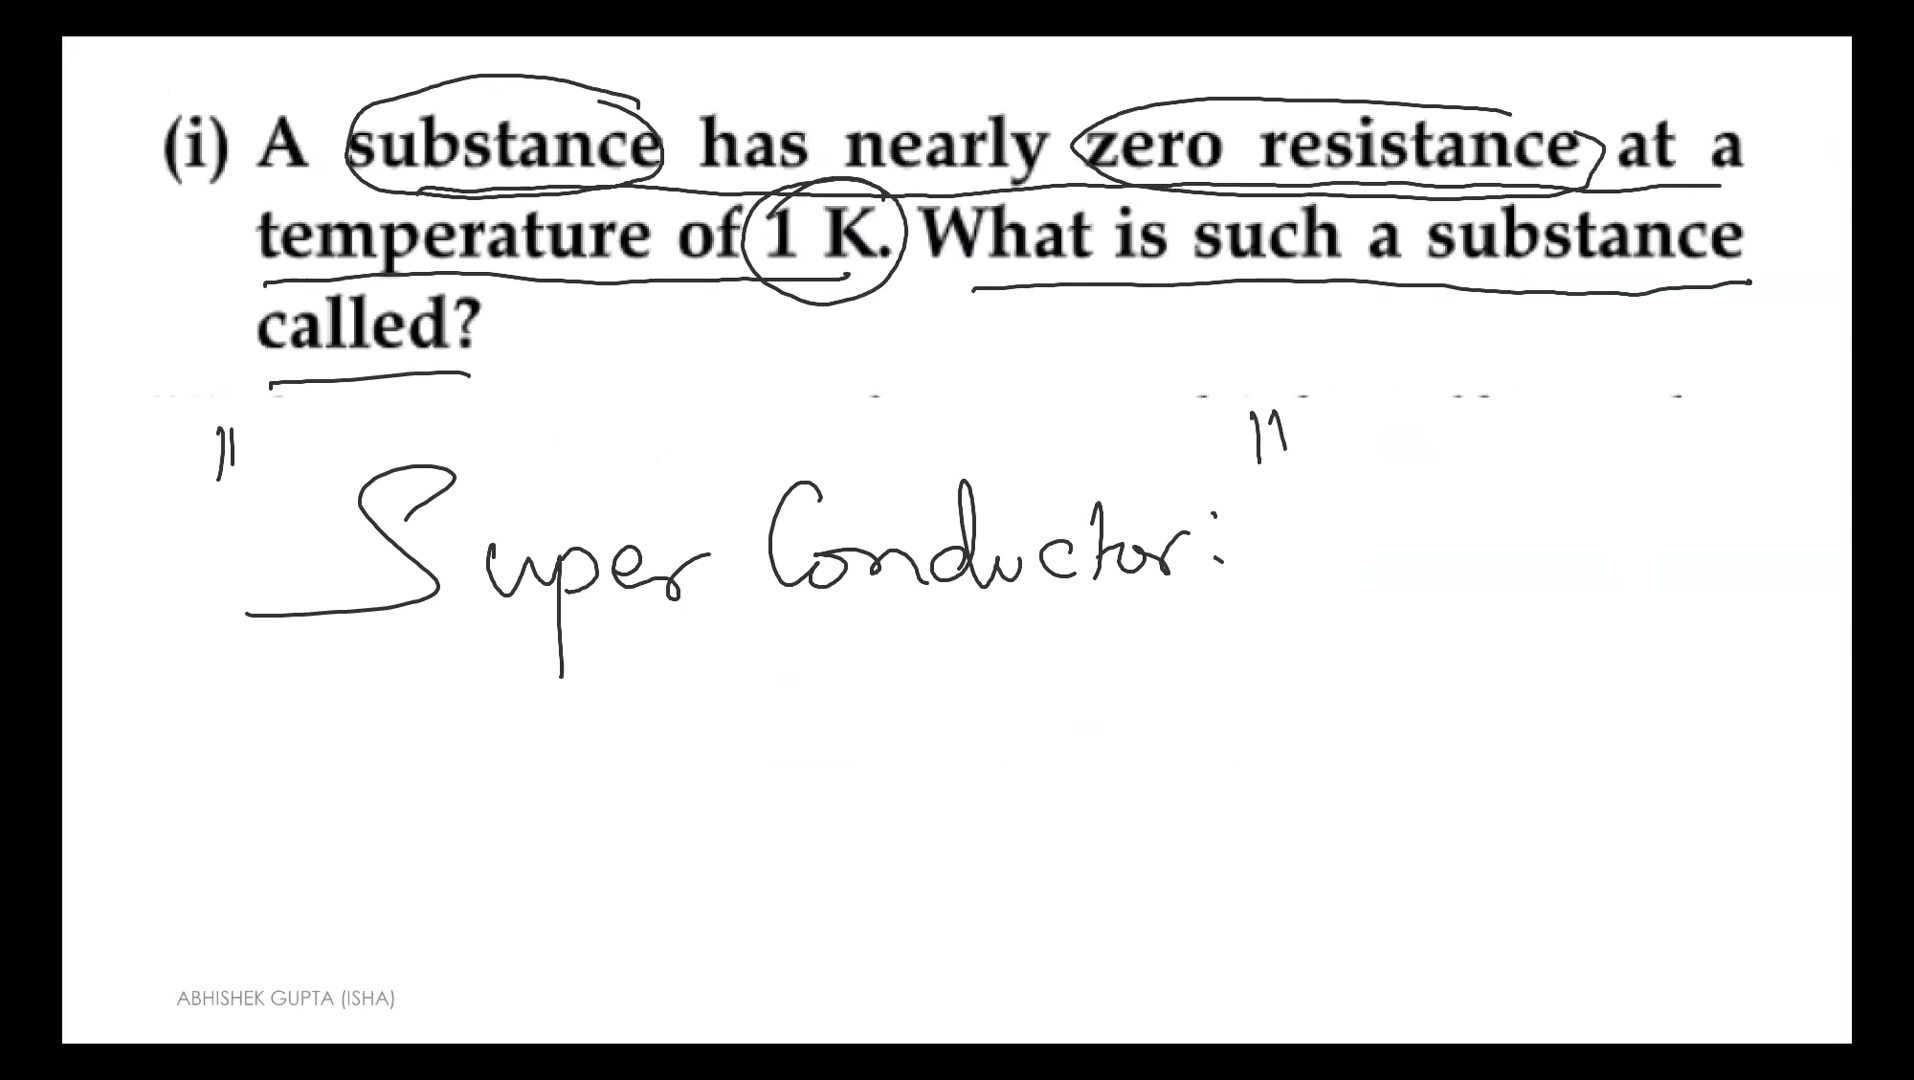 (i) A substance has nearly zero resistance at a
temperature of 1 K. What is such a substance
called?
"Super Conductor:"
ABHISHEK GUPTA (ISHA)